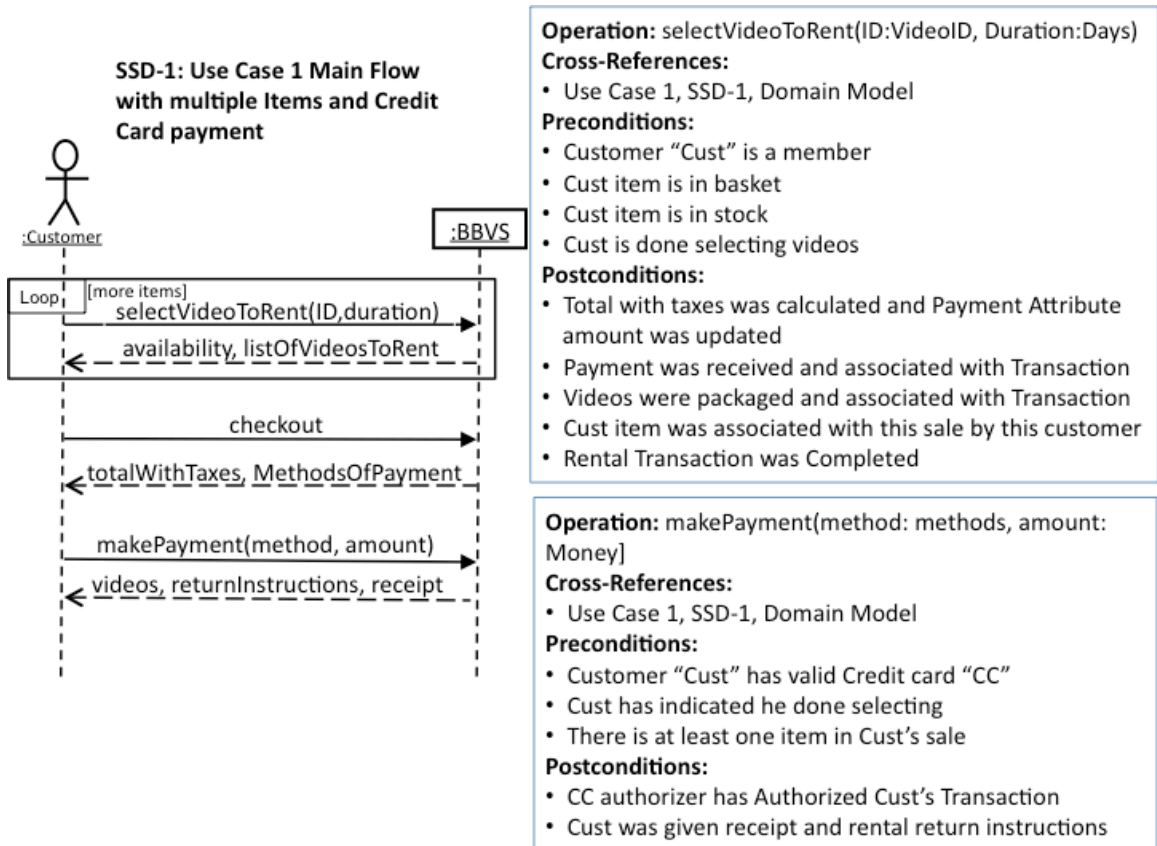 SSD-1: Use Case 1 Main Flow
with multiple Items and Credit
Card payment
:Customer
:BBVS
Loop
[more items]
selectVideoToRent(ID,duration)
availability, listOfVideosToRent
checkout
totalWithTaxes, MethodsOfPayment
makePayment(method, amount)
videos, returnInstructions, receipt
Operation: selectVideoToRent(ID:VideoID, Duration:Days)
Cross-References:
• Use Case 1, SSD-1, Domain Model
Preconditions:
• Customer “Cust” is a member
• Cust item is in basket
• Cust item is in stock
• Cust is done selecting videos
Postconditions:
• Total with taxes was calculated and Payment Attribute
amount was updated
• Payment was received and associated with Transaction
• Videos were packaged and associated with Transaction
• Cust item was associated with this sale by this customer
• Rental Transaction was Completed
Operation: makePayment(method: methods, amount:
Money]
Cross-References:
• Use Case 1, SSD-1, Domain Model
Preconditions:
• Customer “Cust” has valid Credit card “CC”
• Cust has indicated he done selecting
• There is at least one item in Cust’s sale
Postconditions:
• CC authorizer has Authorized Cust’s Transaction
• Cust was given receipt and rental return instructions